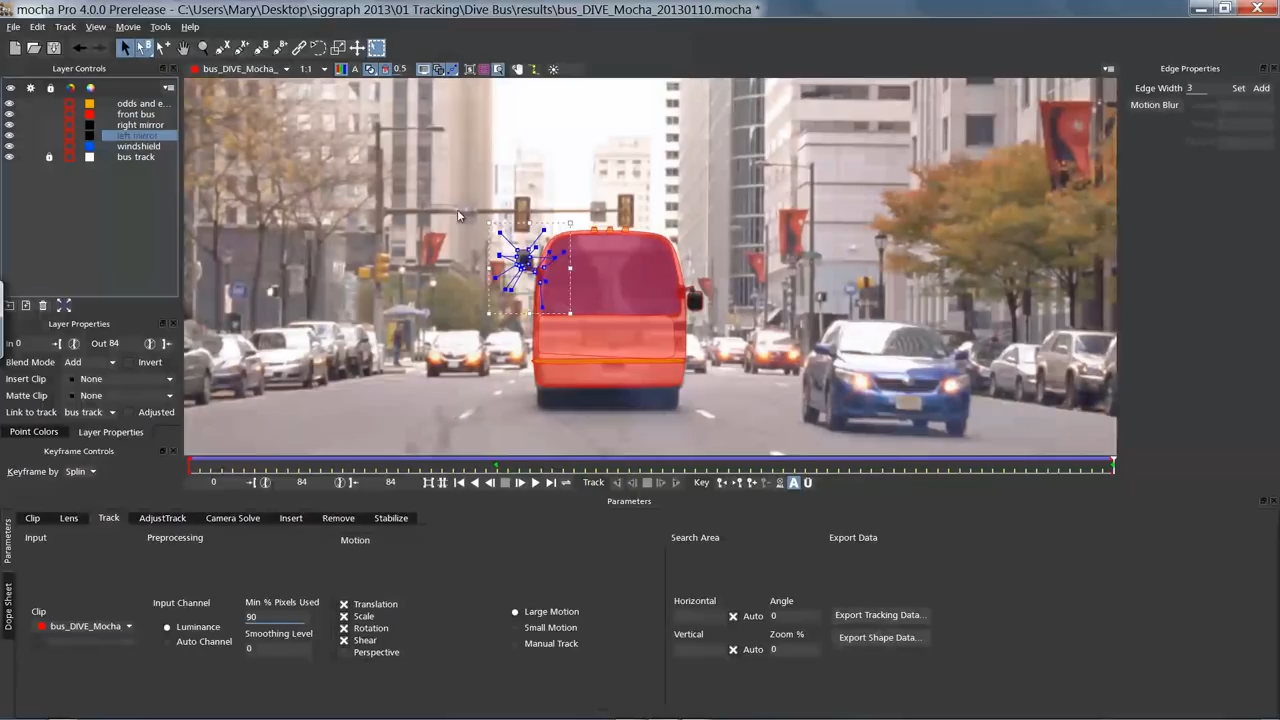 mocha Pro 4.0.0 Prerelease - C:\Users\Mary\Desktop\siggraph 2013\01 Tracking\Dive Bus\results\bus_DIVE_Mocha_20130110.mocha *
File Edit Track View Movie Tools Help
Layer Controls
bus_DIVE_Mocha_ 1:1 A 0.5
Edge Properties
Edge Width 3 Set Add
Motion Blur
odds and e...
front bus
right mirror
left mirror
windshield
bus track
Layer Properties
In 0 Out 84
Blend Mode Add Invert
Insert Clip None
Matte Clip None
Link to track bus track Adjusted
Point Colors Layer Properties
Keyframe Controls
Keyframe by Splin
0 84 84 Track Key A
Parameters
Clip Lens Track AdjustTrack Camera Solve Insert Remove Stabilize
Parameters
Dope Sheet
Input
Clip
bus_DIVE_Mocha_
Preprocessing
Input Channel
Luminance
Auto Channel
Min % Pixels Used
90
Smoothing Level
0
Motion
Translation
Scale
Rotation
Shear
Perspective
Large Motion
Small Motion
Manual Track
Search Area
Horizontal Angle
Auto 0
Vertical Zoom %
Auto 0
Export Data
Export Tracking Data...
Export Shape Data...